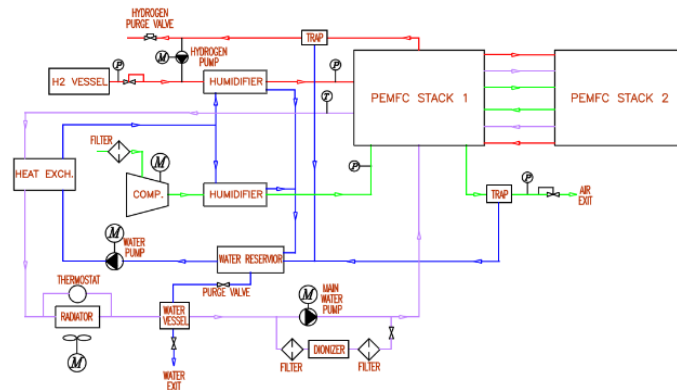 HYDROGEN
PURGE VALVE
TRAP
M
HYDROGEN
PUMP
P
H2 VESSEL
HUMIDIFIER
P
PEMFC STACK 1
PEMFC STACK 2
T
FILTER
M
P
HEAT EXCH.
COMP.
HUMIDIFIER
P
TRAP
AIR
EXIT
M
WATER
PUMP
WATER RESERVIOR
THERMOSTAT
PURGE VALVE
MAIN
WATER
PUMP
M
RADIATOR
WATER
VESSEL
M
DIONIZER
FILTER
FILTER
WATER
EXIT